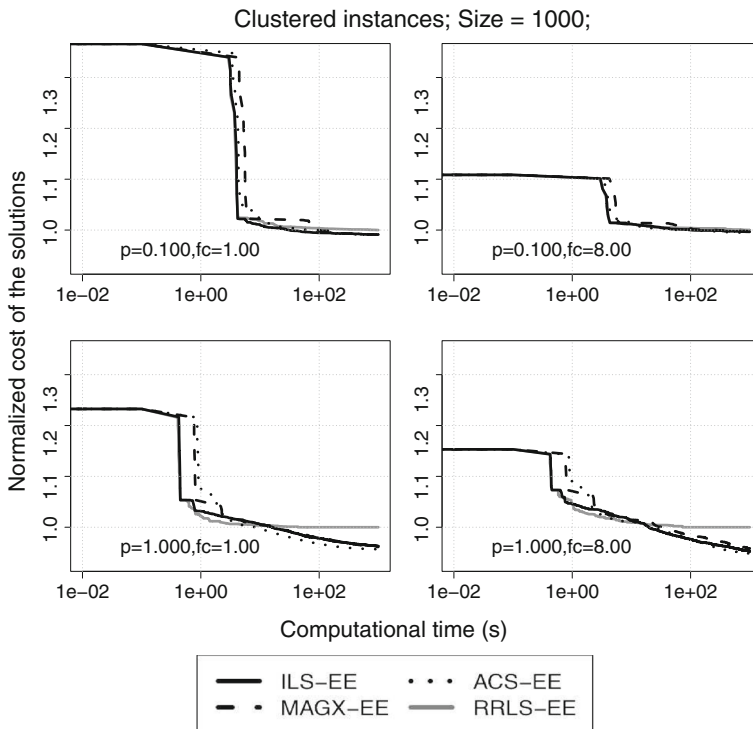 Clustered instances; Size = 1000;
Normalized cost of the solutions
1.3
1.2
1.1
1.0
p=0.100,fc=1.00
1e-02 1e+00 1e+02
1.3
1.2
1.1
1.0
p=0.100,fc=8.00
1e-02 1e+00 1e+02
1.3
1.2
1.1
1.0
p=1.000,fc=1.00
1e-02 1e+00 1e+02
1.3
1.2
1.1
1.0
p=1.000,fc=8.00
1e-02 1e+00 1e+02
Computational time (s)
ILS-EE ACS-EE
MAGX-EE RRLS-EE